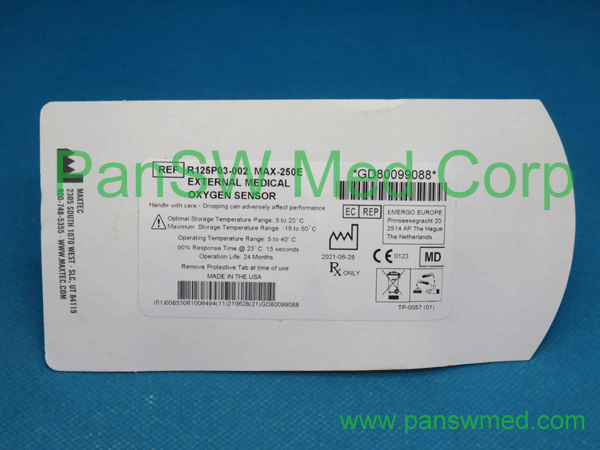 PanSW Med Corp
REF R125P03-002 MAX-250E
EXTERNAL MEDICAL
OXYGEN SENSOR
Handle with care - Dropping can adversely affect performance
Optimal Storage Temperature Range: 5 to 25°C
Maximum Storage Temperature Range: -15 to 50°C
Operating Temperature Range: 5 to 40°C
90% Response Time @ 23°C 15 seconds
Operation Life: 24 Months
Remove Protective Tab at time of use
MADE IN THE USA
(01)00853061006494(11)210628(21)GD80099088
*GD80099088*
EC REP
EMERGO EUROPE
Prinsessegracht 20
2514 AP The Hague
The Netherlands
2021-06-28
Rx ONLY
CE 0123
MD
TP-0057 (01)
MAXTEC
2305 SOUTH 1070 WEST · SLC, UT 84119
800-748-5355 · WWW.MAXTEC.COM
www.panswmed.com